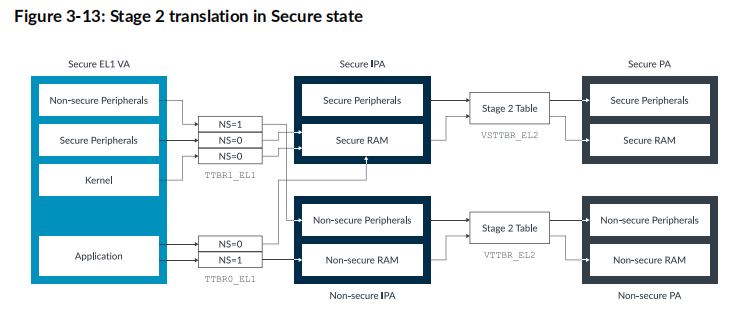 Figure 3-13: Stage 2 translation in Secure state
Secure EL1 VA
Secure IPA
Secure PA
Non-secure Peripherals
Secure Peripherals
Kernel
Application
NS=1
NS=0
NS=0
TTBR1_EL1
NS=0
NS=1
TTBR0_EL1
Secure Peripherals
Secure RAM
Non-secure Peripherals
Non-secure RAM
Non-secure IPA
Stage 2 Table
VSTTBR_EL2
Stage 2 Table
VTTBR_EL2
Secure Peripherals
Secure RAM
Non-secure Peripherals
Non-secure RAM
Non-secure PA